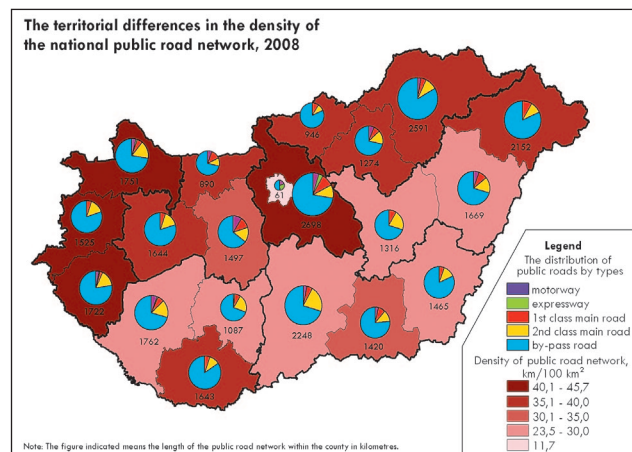 The territorial differences in the density of
the national public road network, 2008
946
2591
2152
1274
1751
890
61
2698
1669
1525
1644
1497
1316
1722
1465
1762
1087
2248
1420
1643
Legend
The distribution of
public roads by types
motorway
expressway
1st class main road
2nd class main road
by-pass road
Density of public road network,
km/100 km²
40,1 - 45,7
35,1 - 40,0
30,1 - 35,0
23,5 - 30,0
11,7
Note: The figure indicated means the length of the public road network within the county in kilometres.